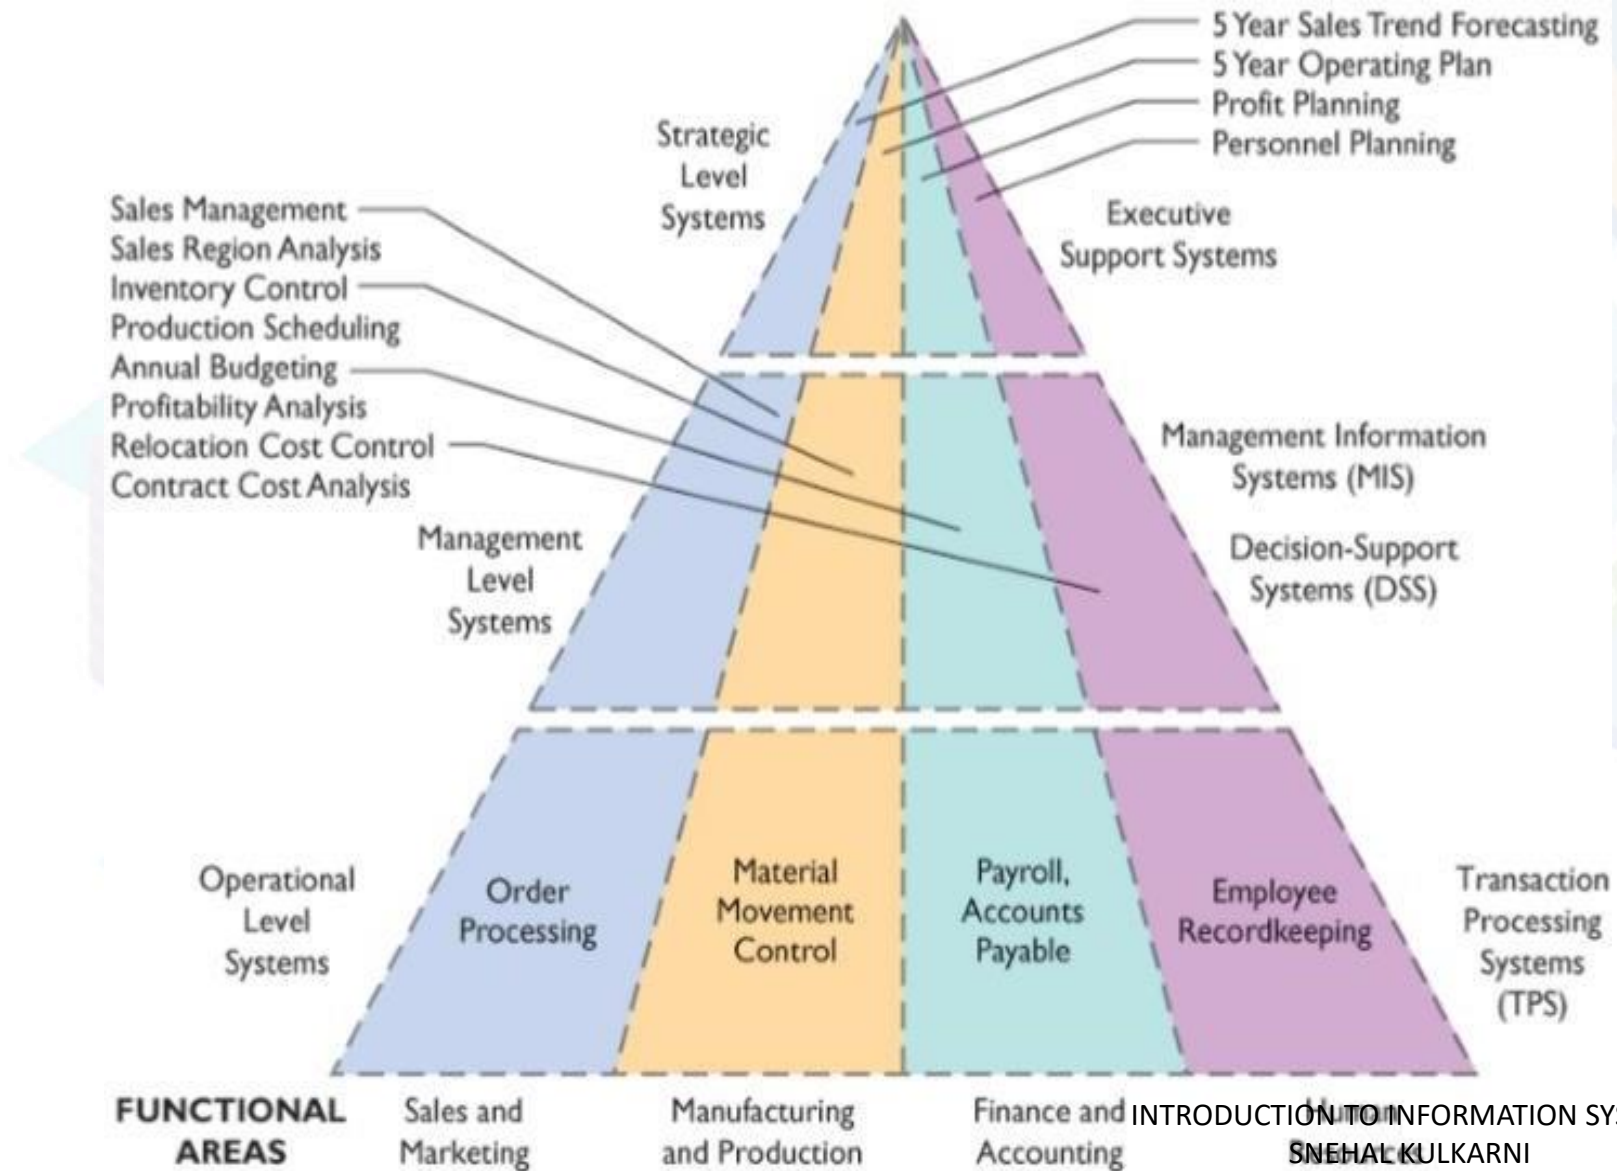 5 Year Sales Trend Forecasting
5 Year Operating Plan
Profit Planning
Personnel Planning
Strategic
Level
Systems
Executive
Support Systems
Sales Management
Sales Region Analysis
Inventory Control
Production Scheduling
Annual Budgeting
Profitability Analysis
Relocation Cost Control
Contract Cost Analysis
Management
Level
Systems
Management Information
Systems (MIS)
Decision-Support
Systems (DSS)
Operational
Level
Systems
Order
Processing
Material
Movement
Control
Payroll,
Accounts
Payable
Employee
Recordkeeping
Transaction
Processing
Systems
(TPS)
FUNCTIONAL
AREAS
Sales and
Marketing
Manufacturing
and Production
Finance and
Accounting
Human
INTRODUCTION TO INFORMATION SYS
SNEHAL KULKARNI